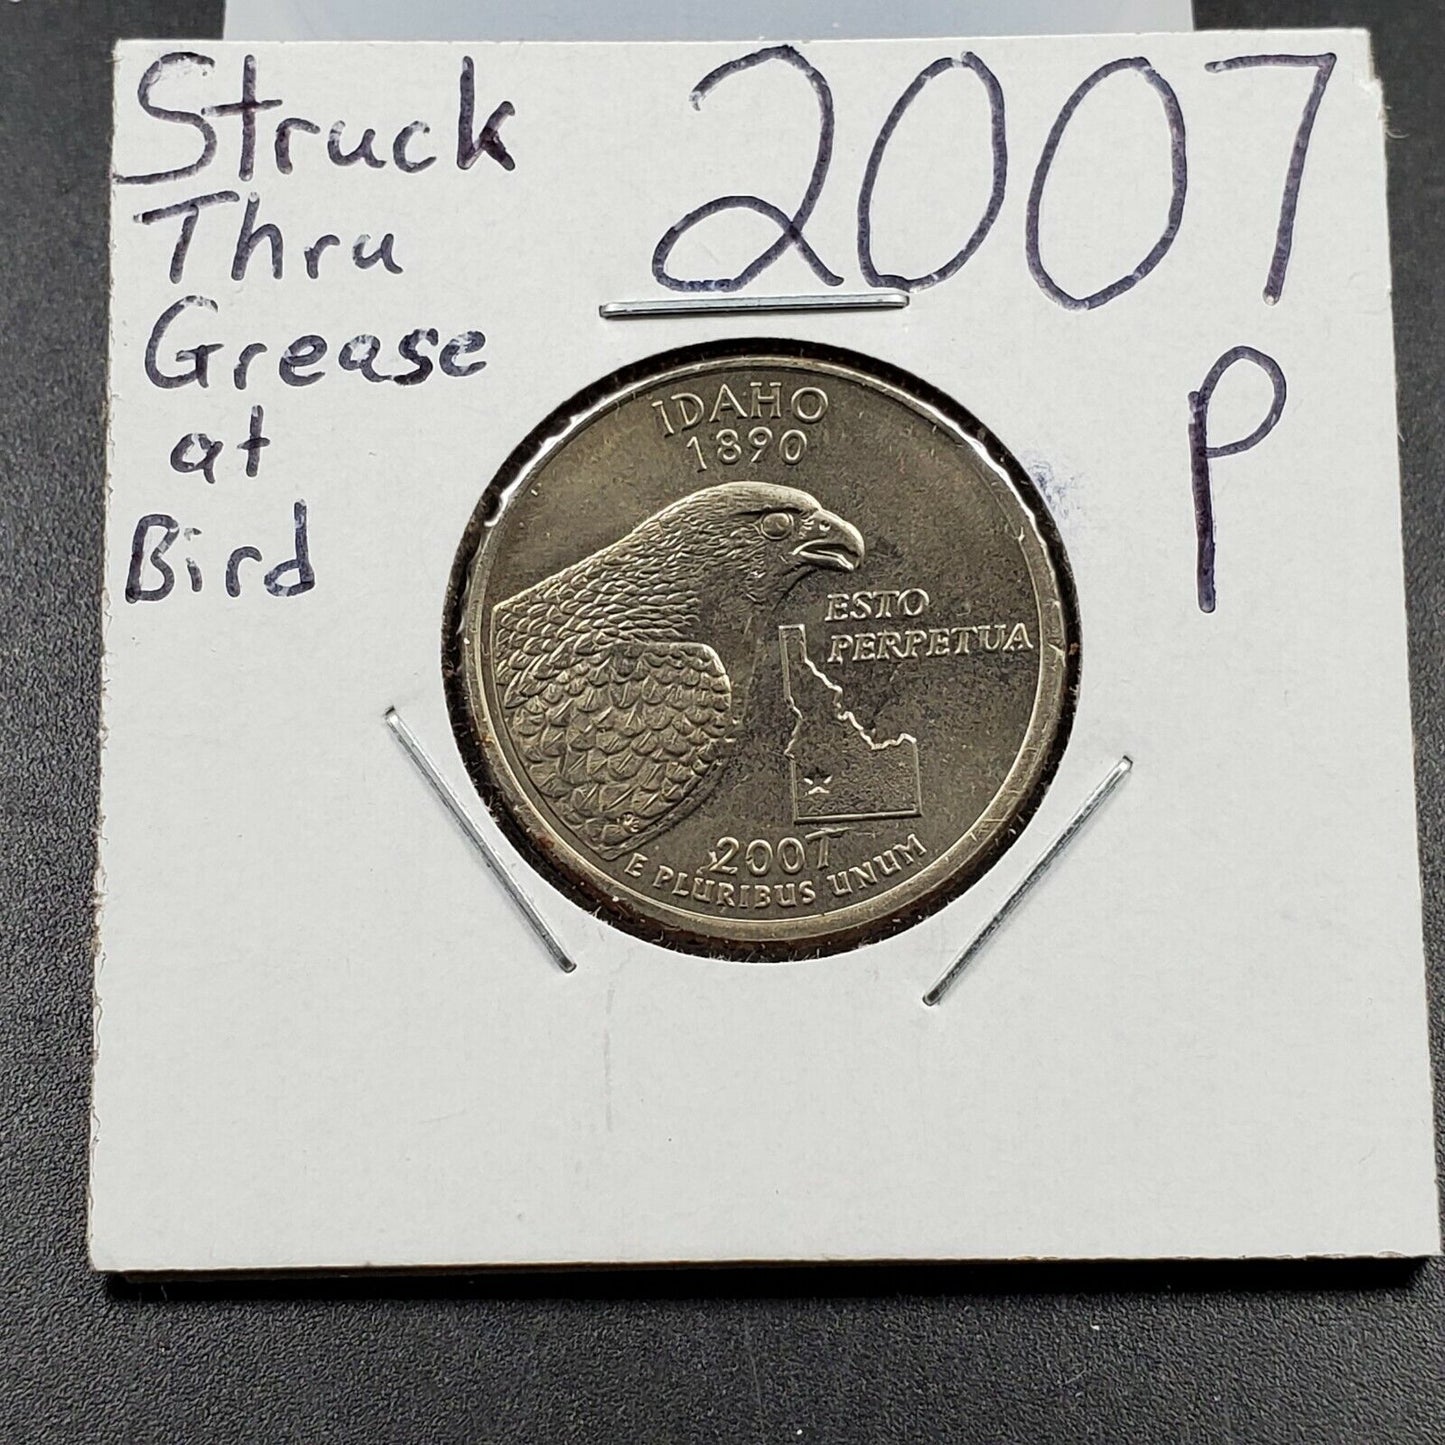 Struck
Thru
Grease
at
Bird
2007
P
IDAHO
1890
ESTO
PERPETUA
2007
E PLURIBUS UNUM